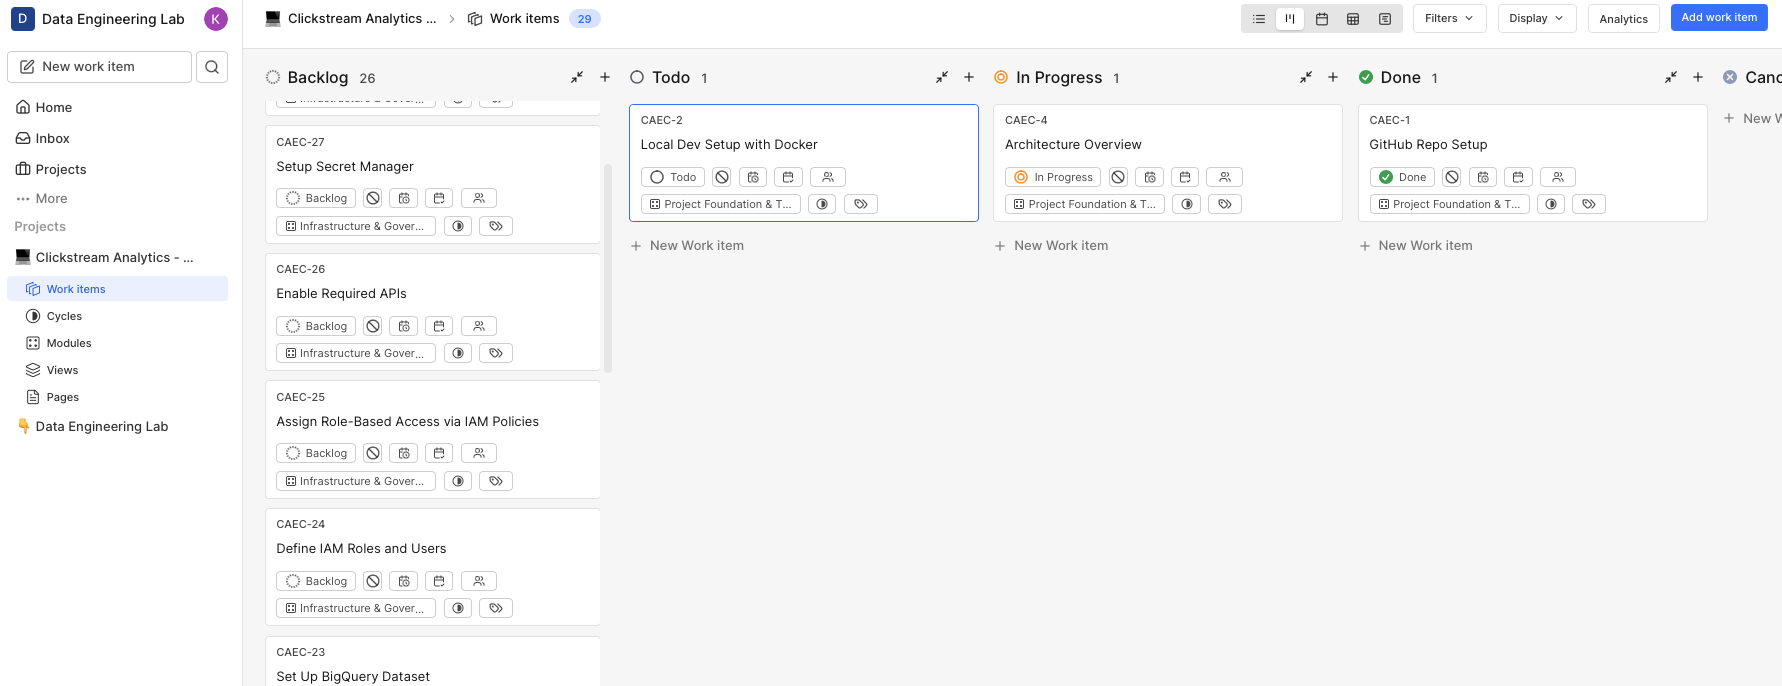 D Data Engineering Lab K
New work item
Home
Inbox
Projects
More
Projects
Clickstream Analytics - ...
Work items
Cycles
Modules
Views
Pages
Data Engineering Lab
Clickstream Analytics ... Work items 29
Filters Display Analytics Add work item
Backlog 26
CAEC-27
Setup Secret Manager
Backlog
Infrastructure & Gover...
CAEC-26
Enable Required APIs
Backlog
Infrastructure & Gover...
CAEC-25
Assign Role-Based Access via IAM Policies
Backlog
Infrastructure & Gover...
CAEC-24
Define IAM Roles and Users
Backlog
Infrastructure & Gover...
CAEC-23
Set Up BigQuery Dataset
Todo 1
CAEC-2
Local Dev Setup with Docker
Todo
Project Foundation & T...
New Work item
In Progress 1
CAEC-4
Architecture Overview
In Progress
Project Foundation & T...
New Work item
Done 1
CAEC-1
GitHub Repo Setup
Done
Project Foundation & T...
New Work item
Canc
New W